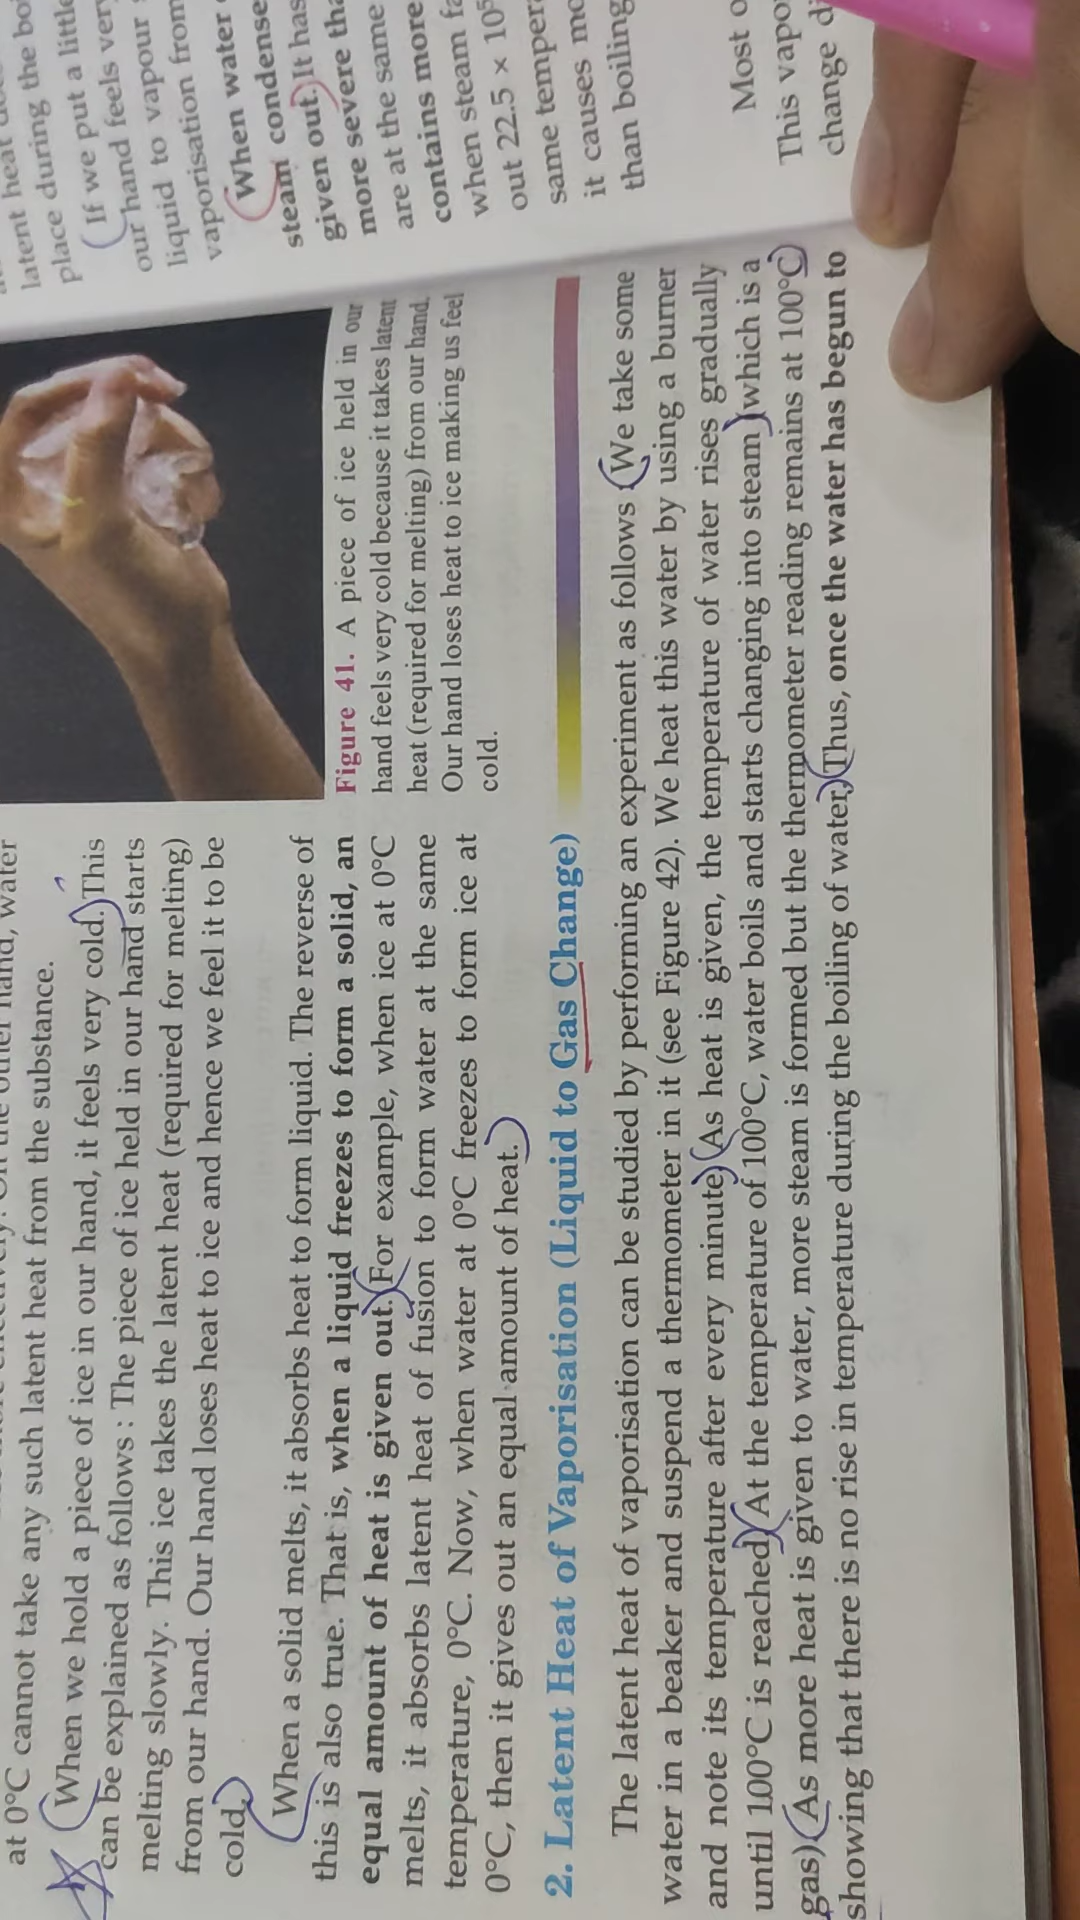 at 0°C cannot take any such latent heat from the substance.
When we hold a piece of ice in our hand, it feels very cold. This
can be explained as follows : The piece of ice held in our hand starts
melting slowly. This ice takes the latent heat (required for melting)
from our hand. Our hand loses heat to ice and hence we feel it to be
cold.
When a solid melts, it absorbs heat to form liquid. The reverse of
this is also true. That is, when a liquid freezes to form a solid, an
equal amount of heat is given out. For example, when ice at 0°C
melts, it absorbs latent heat of fusion to form water at the same
temperature, 0°C. Now, when water at 0°C freezes to form ice at
0°C, then it gives out an equal amount of heat.
Figure 41. A piece of ice held in our
hand feels very cold because it takes latent
heat (required for melting) from our hand.
Our hand loses heat to ice making us feel
cold.
2. Latent Heat of Vaporisation (Liquid to Gas Change)
The latent heat of vaporisation can be studied by performing an experiment as follows : We take some
water in a beaker and suspend a thermometer in it (see Figure 42). We heat this water by using a burner
and note its temperature after every minute. As heat is given, the temperature of water rises gradually
until 100°C is reached. At the temperature of 100°C, water boils and starts changing into steam (which is a
gas). As more heat is given to water, more steam is formed but the thermometer reading remains at 100°C
showing that there is no rise in temperature during the boiling of water. Thus, once the water has begun to
latent heat
place during the
If we put a little
our hand feels very
liquid to vapour
vaporisation from
When water
steam condense
given out. It has
more severe
are at the same
contains more
when steam
out 22.5 × 10⁵
same
it causes
than boiling
Most
This
change